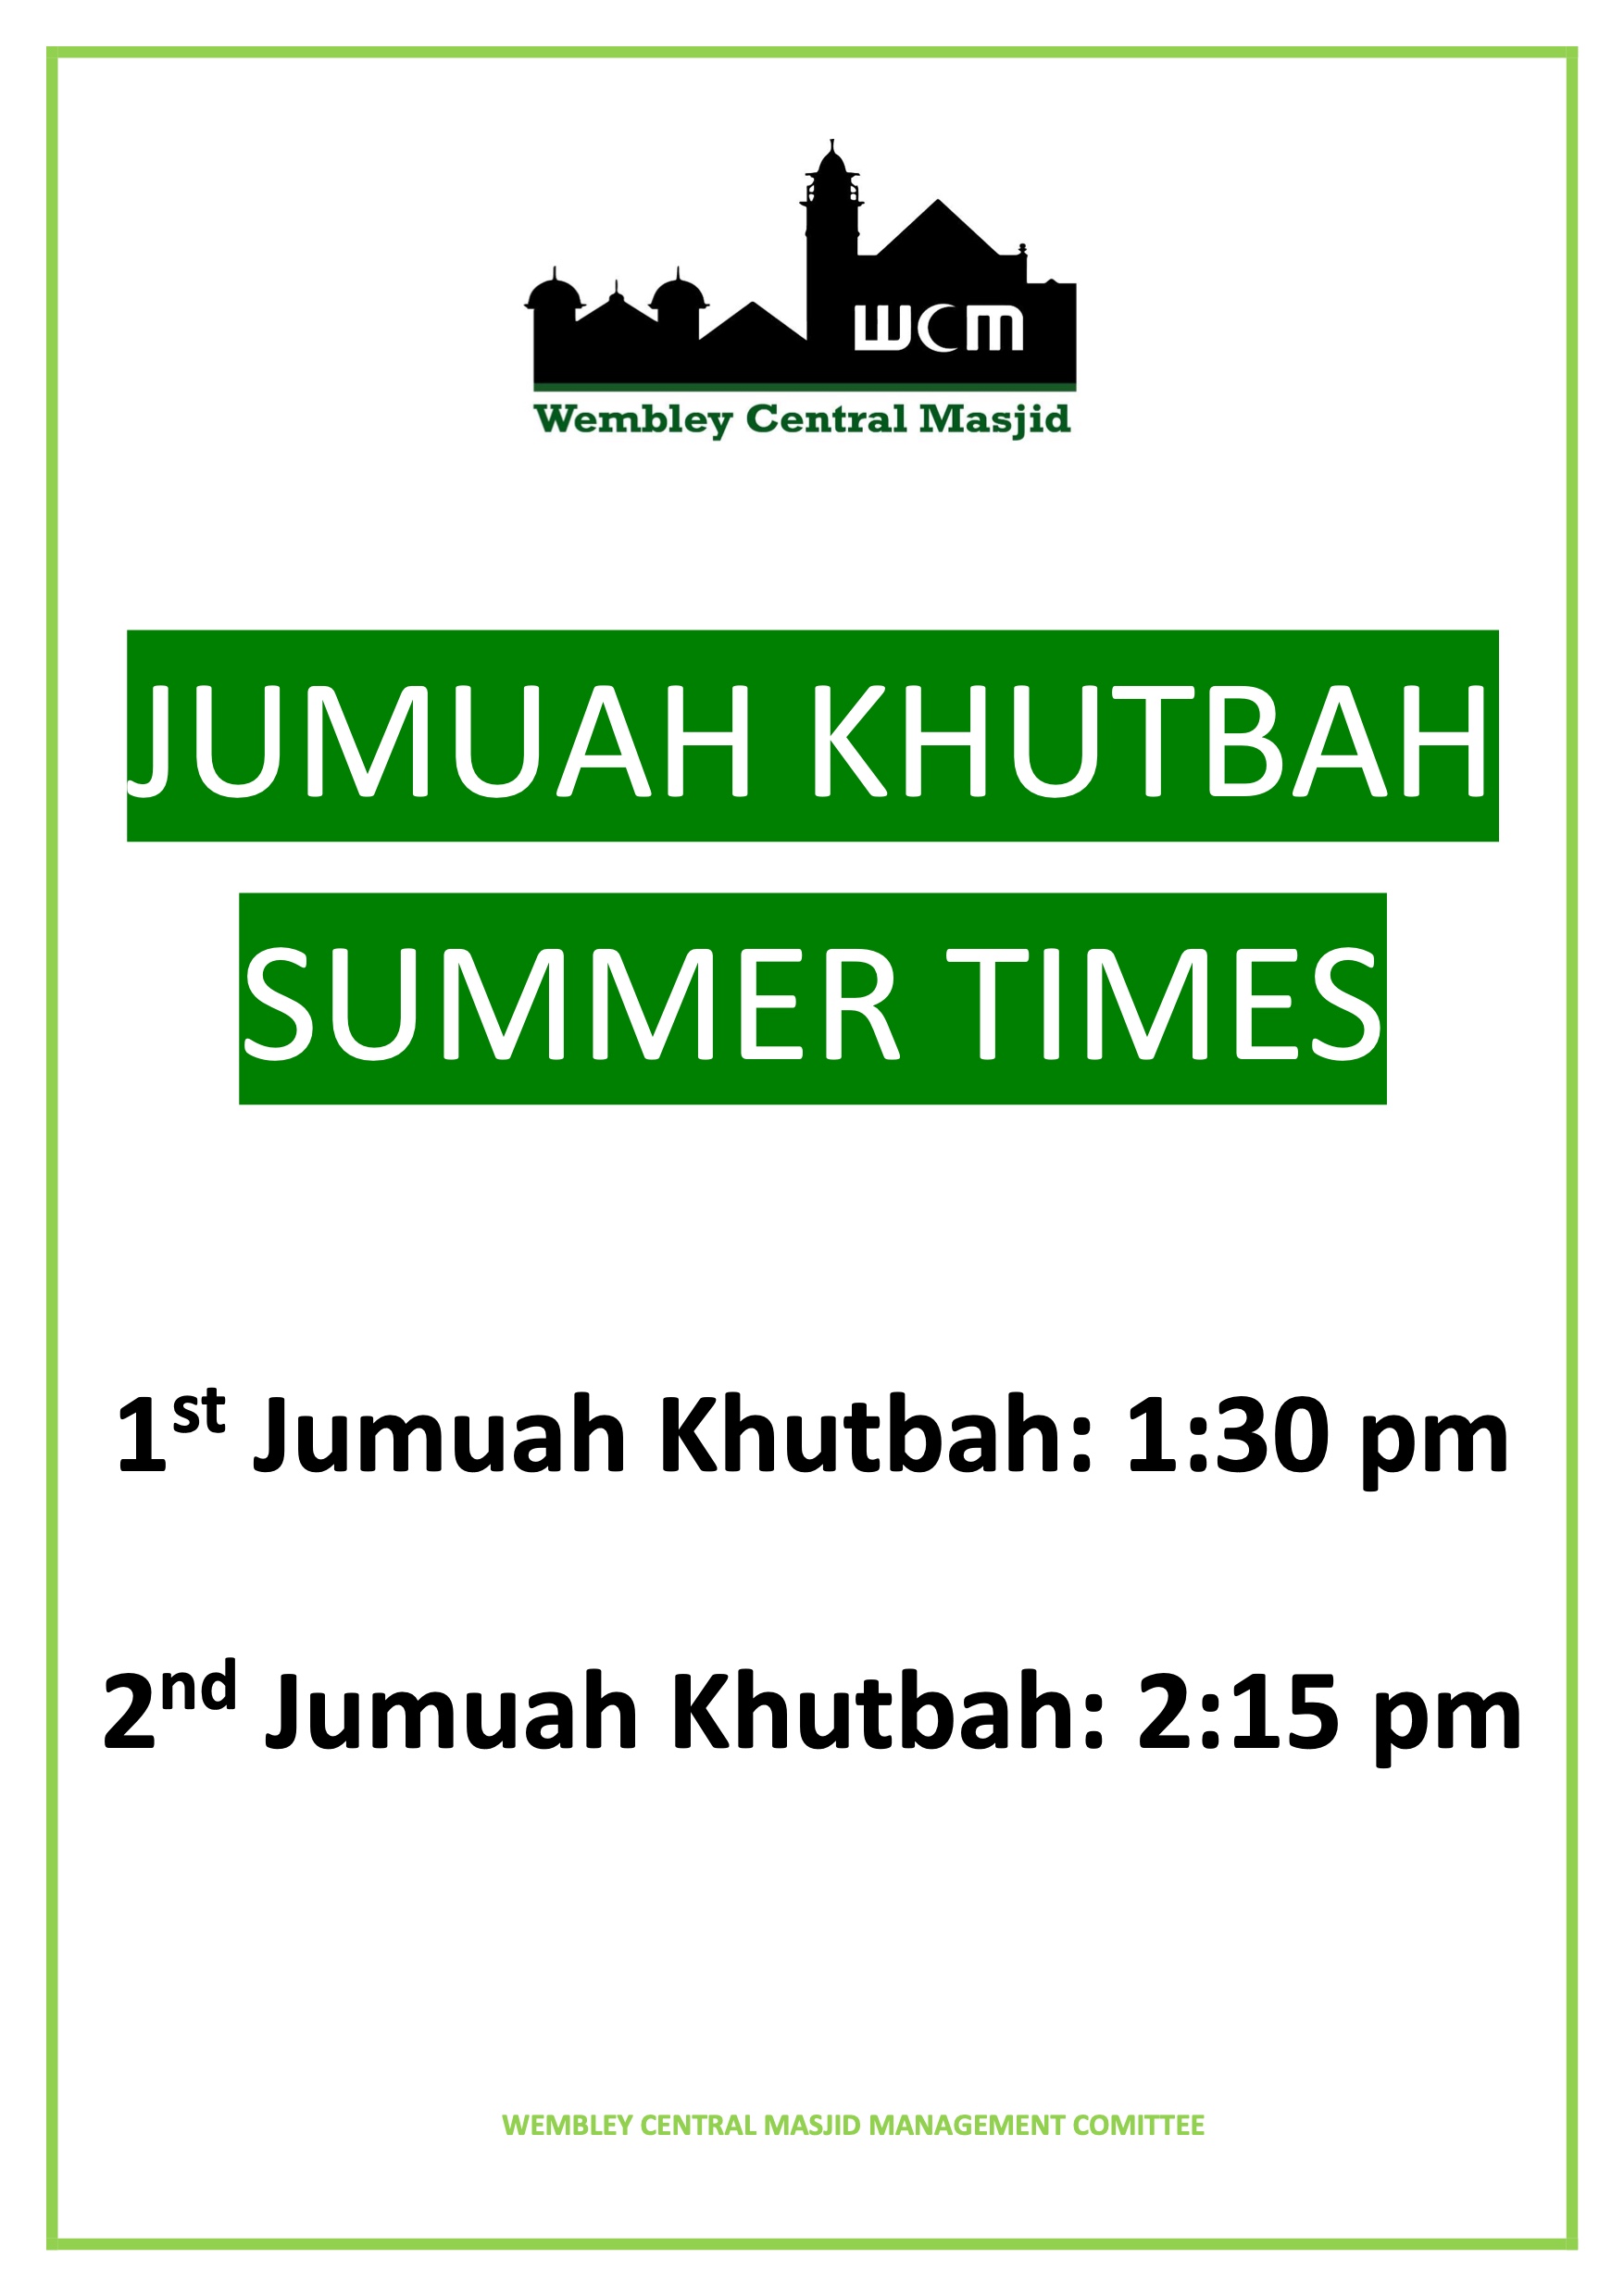 WCM
Wembley Central Masjid
JUMUAH KHUTBAH
SUMMER TIMES
1st Jumuah Khutbah: 1:30 pm
2nd Jumuah Khutbah: 2:15 pm
WEMBLEY CENTRAL MASJID MANAGEMENT COMITTEE